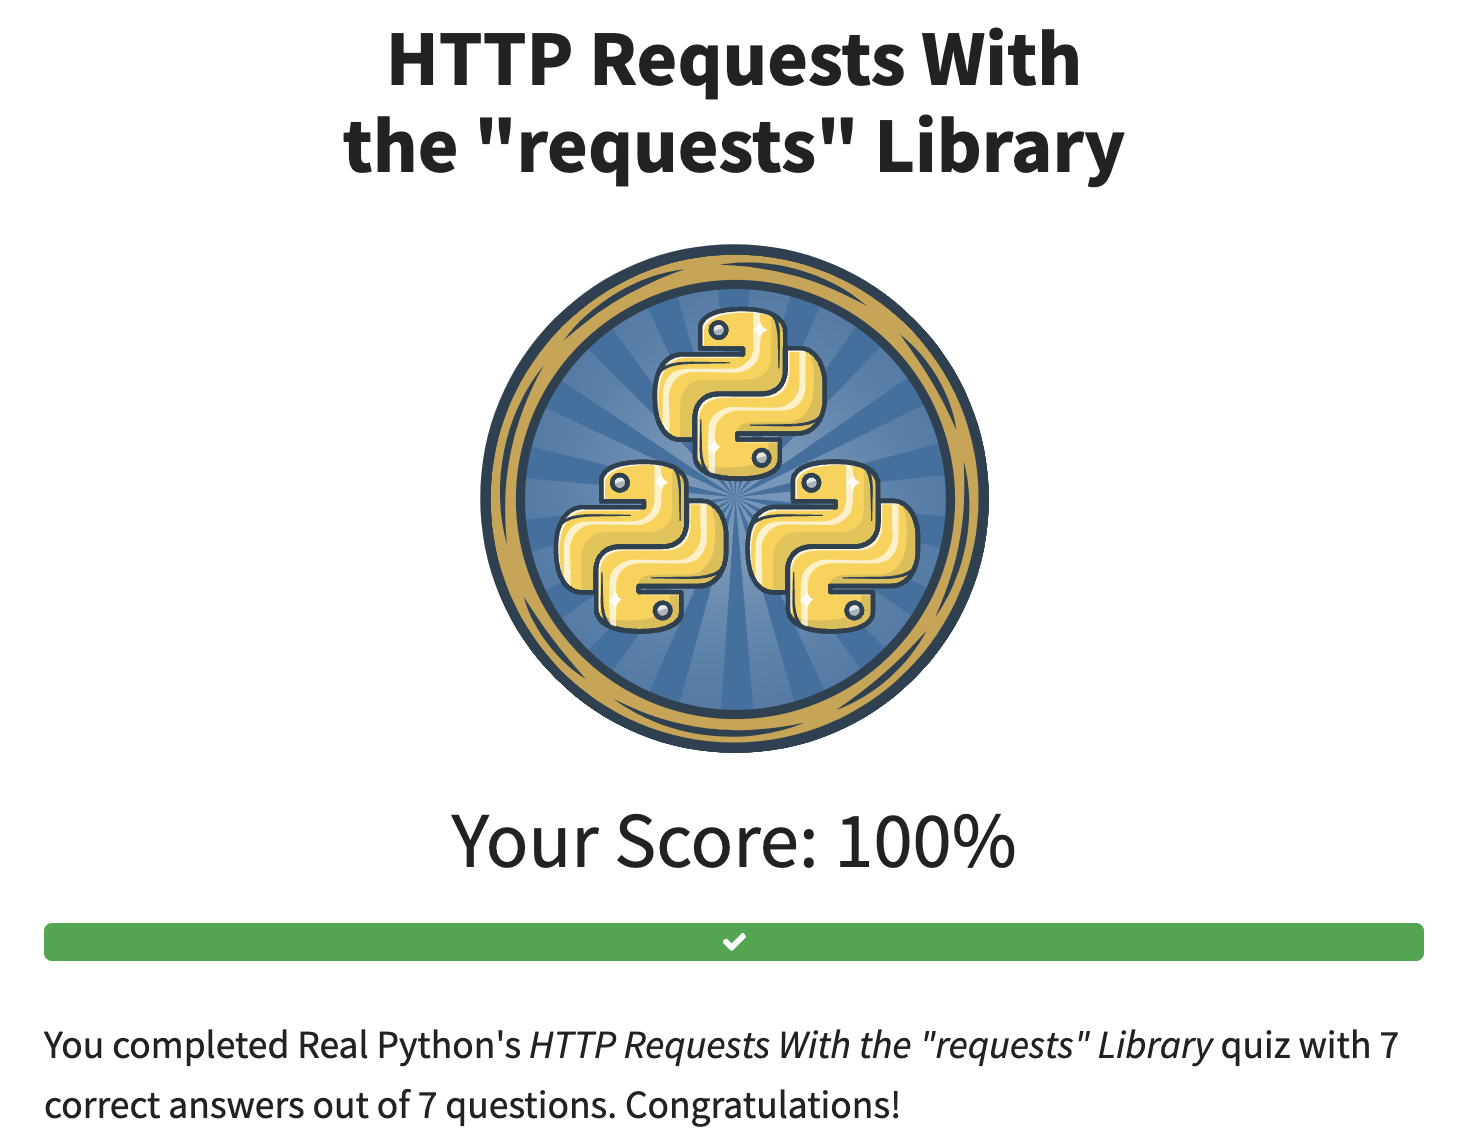 HTTP Requests With
the "requests" Library
Your Score: 100%
You completed Real Python's HTTP Requests With the "requests" Library quiz with 7
correct answers out of 7 questions. Congratulations!